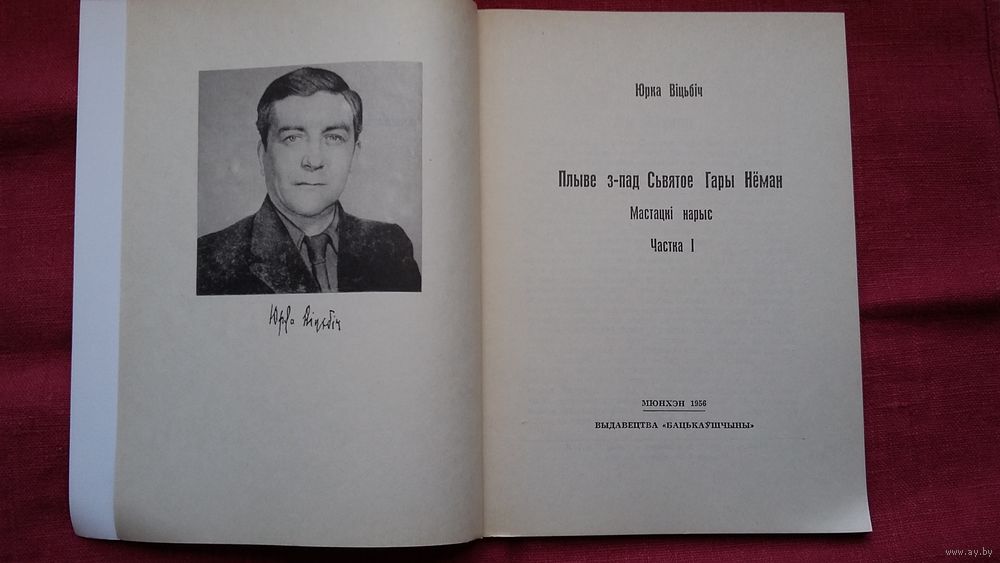 Юрка Віцьбіч
Юрка Віцьбіч
Плыве з-пад Сьвятое Гары Нёман
Мастацкі нарыс
Частка I
МЮНХЭН 1956
ВЫДАВЕЦТВА «БАЦЬКАЎШЧЫНЫ»
www.ay.by